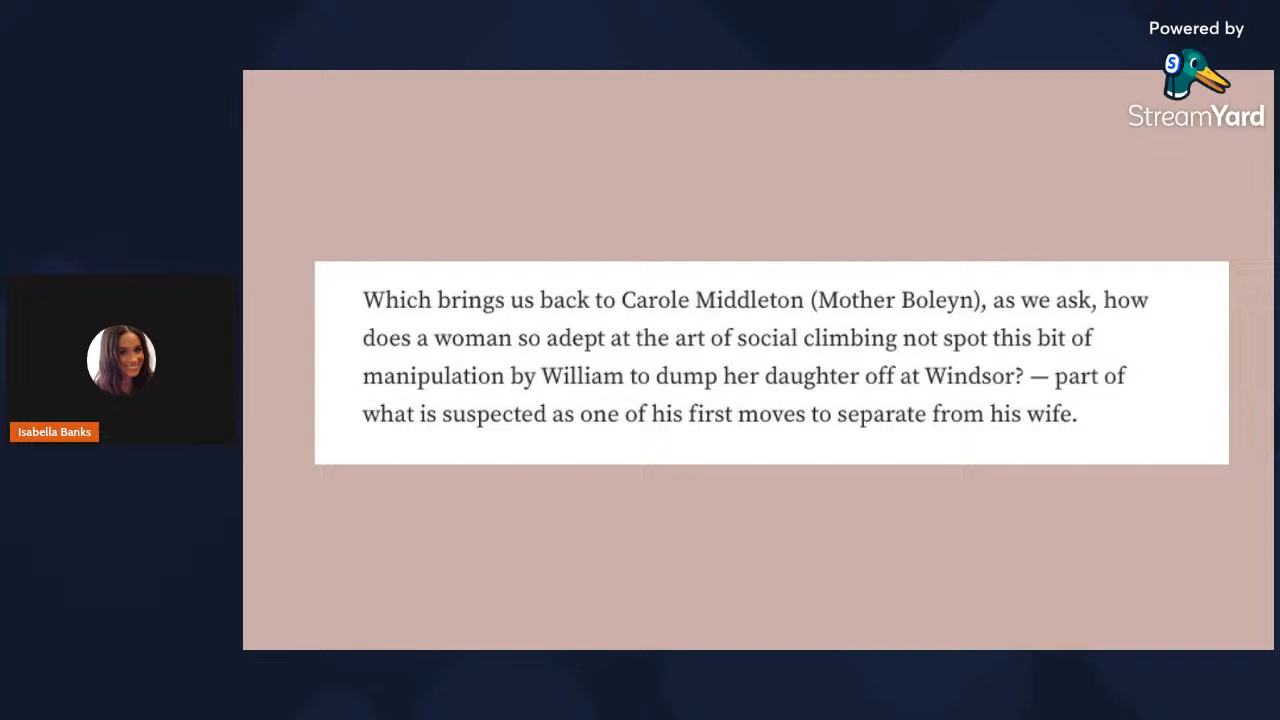 Powered by
S
StreamYard
Which brings us back to Carole Middleton (Mother Boleyn), as we ask, how
does a woman so adept at the art of social climbing not spot this bit of
manipulation by William to dump her daughter off at Windsor? — part of
what is suspected as one of his first moves to separate from his wife.
Isabella Banks